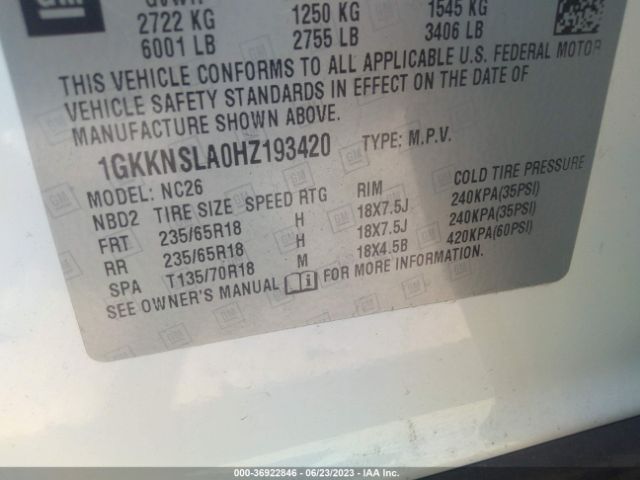 GM
GVWR
2722 KG 1250 KG 1545 KG
6001 LB 2755 LB 3406 LB
THIS VEHICLE CONFORMS TO ALL APPLICABLE U.S. FEDERAL MOTOR
VEHICLE SAFETY STANDARDS IN EFFECT ON THE DATE OF
MANUFACTURE SHOWN ABOVE.
1GKKNSLA0HZ193420 TYPE: M.P.V.
MODEL: NC26
NBD2 TIRE SIZE SPEED RTG RIM COLD TIRE PRESSURE
FRT 235/65R18 H 18X7.5J 240KPA(35PSI)
RR 235/65R18 H 18X7.5J 240KPA(35PSI)
SPA T135/70R18 M 18X4.5B 420KPA(60PSI)
SEE OWNER'S MANUAL FOR MORE INFORMATION.
000-36922846 - 06/23/2023 - IAA Inc.